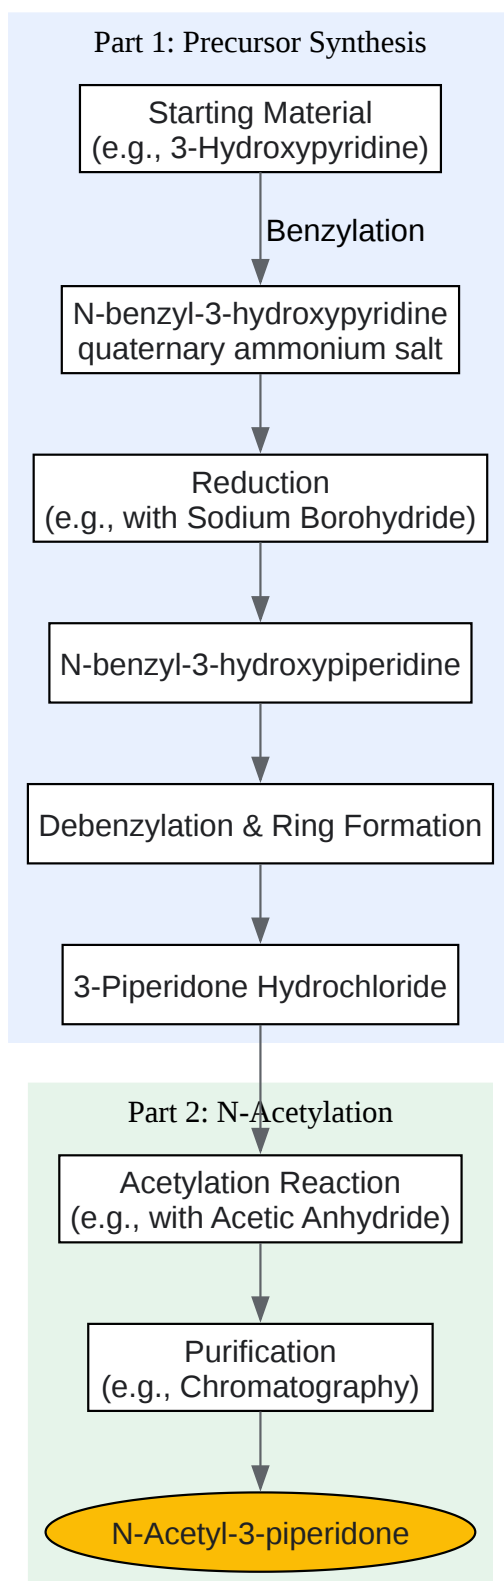 Part 1: Precursor Synthesis
Starting Material
(e.g., 3-Hydroxypyridine)
Benzylation
N-benzyl-3-hydroxypyridine
quaternary ammonium salt
Reduction
(e.g., with Sodium Borohydride)
N-benzyl-3-hydroxypiperidine
Debenzylation & Ring Formation
3-Piperidone Hydrochloride
Part 2: N-Acetylation
Acetylation Reaction
(e.g., with Acetic Anhydride)
Purification
(e.g., Chromatography)
N-Acetyl-3-piperidone